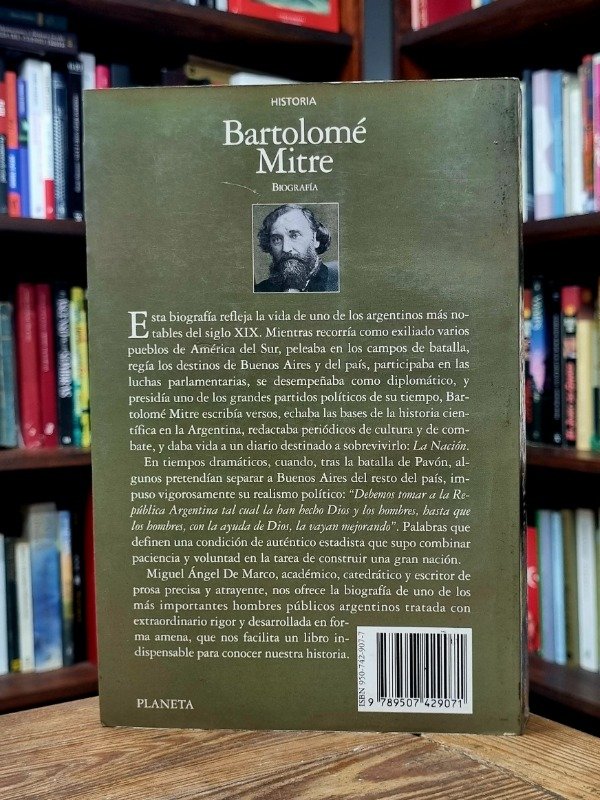 HISTORIA
Bartolomé
Mitre
BIOGRAFÍA
Esta biografía refleja la vida de uno de los argentinos más no-
tables del siglo XIX. Mientras recorría como exiliado varios
pueblos de América del Sur, peleaba en los campos de batalla,
regía los destinos de Buenos Aires y del país, participaba en las
luchas parlamentarias, se desempeñaba como diplomático, y
presidía uno de los grandes partidos políticos de su tiempo, Bar-
tolomé Mitre escribía versos, echaba las bases de la historia cien-
tífica en la Argentina, redactaba periódicos de cultura y de com-
bate, y daba vida a un diario destinado a sobrevivirlo: La Nación.
En tiempos dramáticos, cuando, tras la batalla de Pavón, al-
gunos pretendían separar a Buenos Aires del resto del país, im-
puso vigorosamente su realismo político: “Debemos tomar a la Re-
pública Argentina tal cual la han hecho Dios y los hombres, hasta que
los hombres, con la ayuda de Dios, la vayan mejorando”. Palabras que
definen una condición de auténtico estadista que supo combinar
paciencia y voluntad en la tarea de construir una gran nación.
Miguel Ángel De Marco, académico, catedrático y escritor de
prosa precisa y atrayente, nos ofrece la biografía de uno de los
más importantes hombres públicos argentinos tratada con
extraordinario rigor y desarrollada en for-
ma amena, que nos facilita un libro in-
dispensable para conocer nuestra historia.
PLANETA
ISBN 950-742-907-7
9 789507 429071